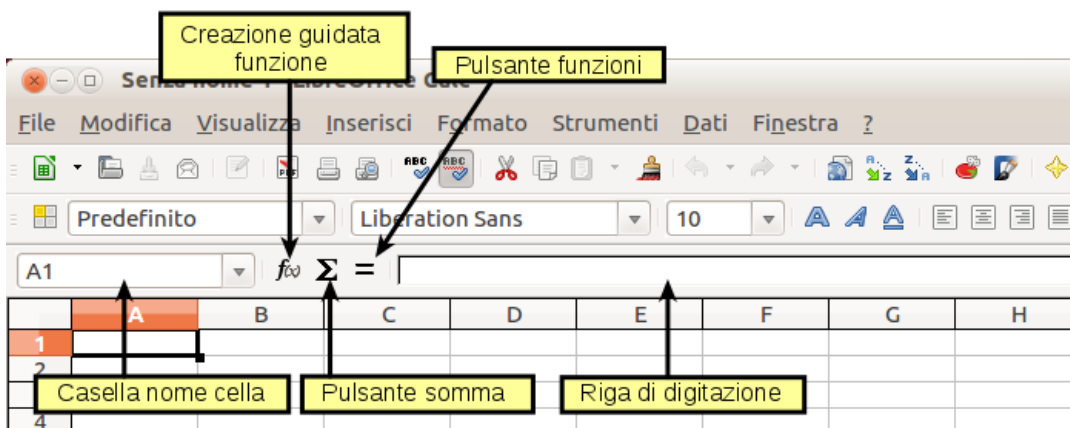 Creazione guidata
funzione
Pulsante funzioni
File Modifica Visualizza Inserisci Formato Strumenti Dati Finestra ?
Predefinito Liberation Sans 10
A1
A B C D E F G H
1
2
Casella nome cella Pulsante somma Riga di digitazione
4